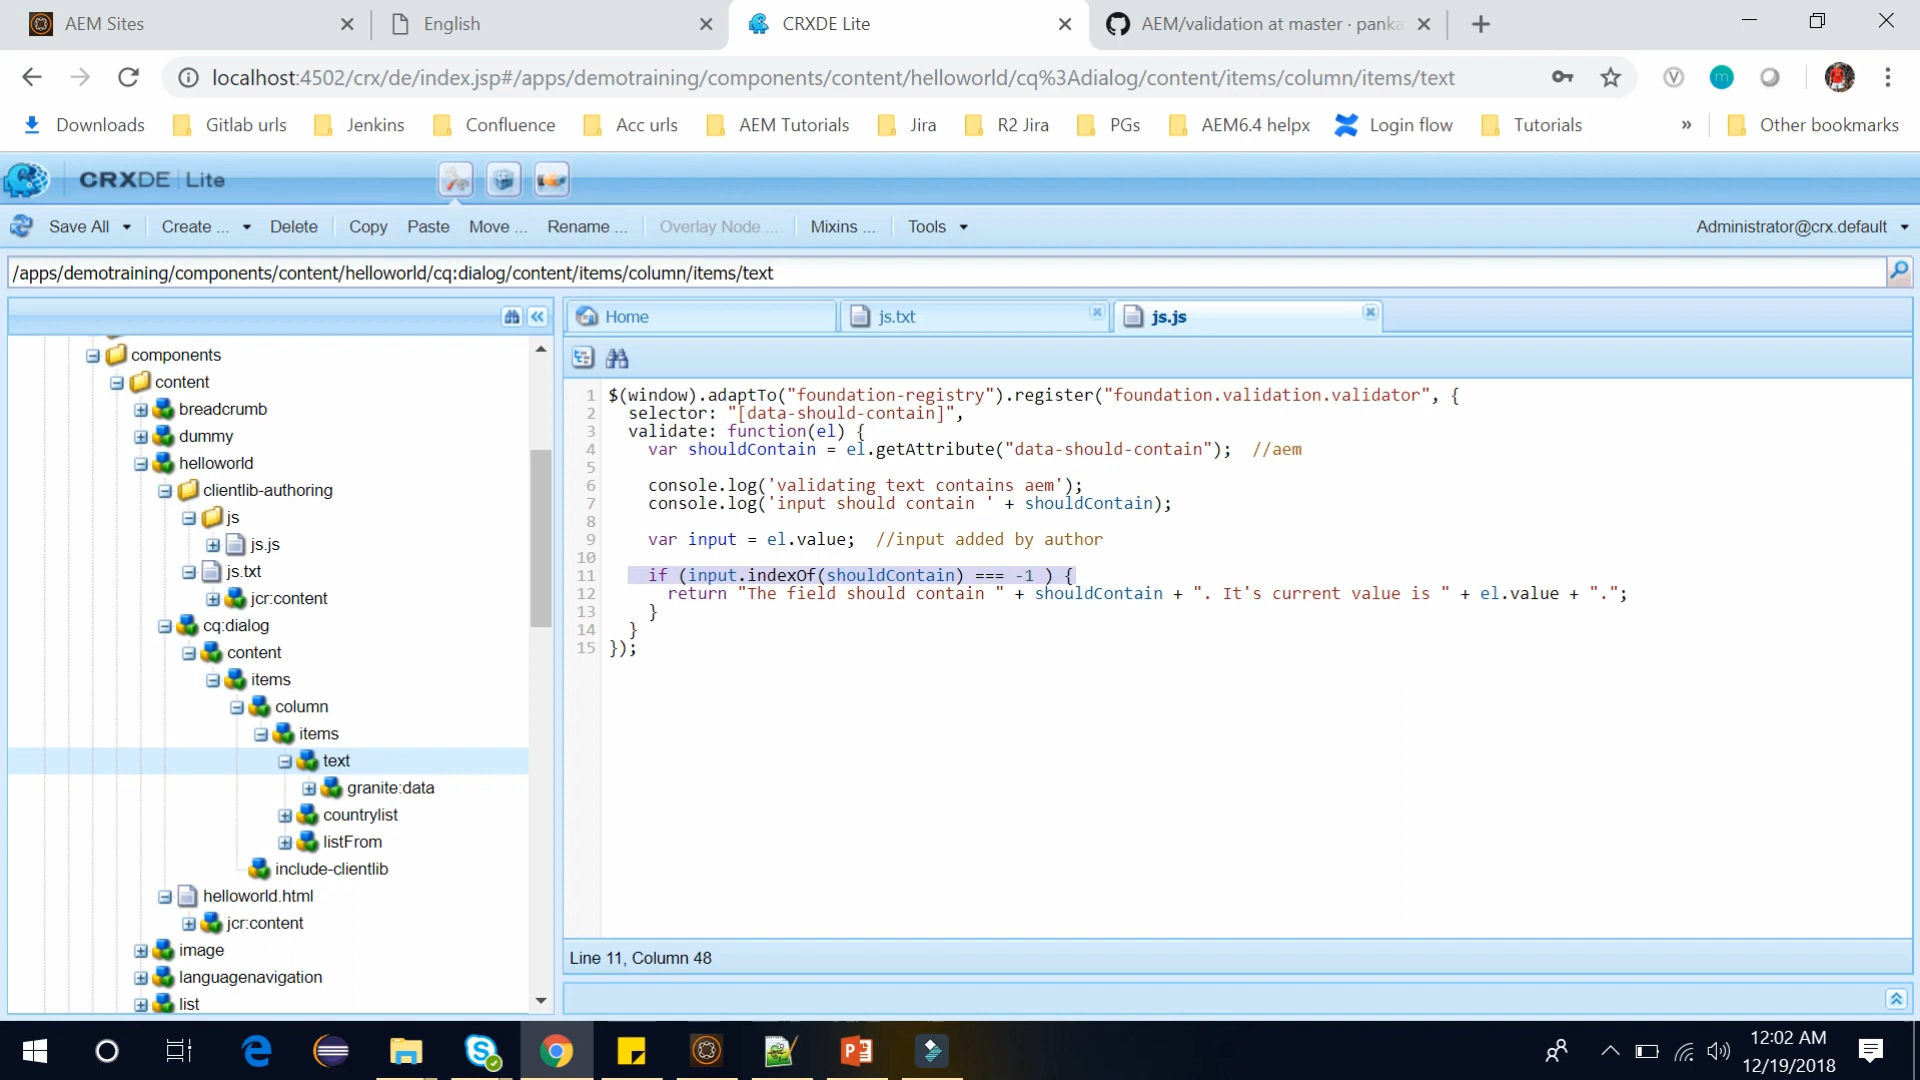 AEM Sites
English
CRXDE Lite
AEM/validation at master · panka
localhost:4502/crx/de/index.jsp#/apps/demotraining/components/content/helloworld/cq%3Adialog/content/items/column/items/text
Downloads
Gitlab urls
Jenkins
Confluence
Acc urls
AEM Tutorials
Jira
R2 Jira
PGs
AEM6.4 helpx
Login flow
Tutorials
»
Other bookmarks
CRXDE | Lite
Save All
Create ...
Delete
Copy
Paste
Move ...
Rename ...
Overlay Node ...
Mixins ...
Tools
Administrator@crx.default
/apps/demotraining/components/content/helloworld/cq:dialog/content/items/column/items/text
Home
js.txt
js.js
components
content
breadcrumb
dummy
helloworld
clientlib-authoring
js
js.js
js.txt
jcr:content
cq:dialog
content
items
column
items
text
granite:data
countrylist
listFrom
include-clientlib
helloworld.html
jcr:content
image
languagenavigation
list
1 $(window).adaptTo("foundation-registry").register("foundation.validation.validator", {
2 selector: "[data-should-contain]",
3 validate: function(el) {
4 var shouldContain = el.getAttribute("data-should-contain"); //aem
5
6 console.log('validating text contains aem');
7 console.log('input should contain ' + shouldContain);
8
9 var input = el.value; //input added by author
10
11 if (input.indexOf(shouldContain) === -1 ) {
12 return "The field should contain " + shouldContain + ". It's current value is " + el.value + ".";
13 }
14 }
15 });
Line 11, Column 48
12:02 AM
12/19/2018